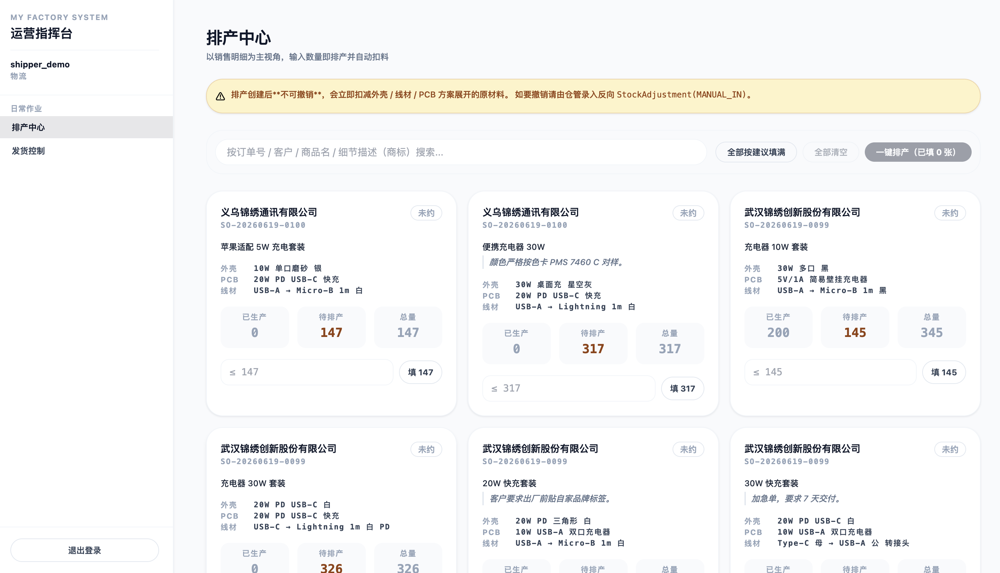 MY FACTORY SYSTEM
运营指挥台
shipper_demo
物流
日常作业
排产中心
发货控制
退出登录
排产中心
以销售明细为主视角，输入数量即排产并自动扣料
排产创建后**不可撤销**，会立即扣减外壳 / 线材 / PCB 方案展开的原材料。 如要撤销请由仓管录入反向 StockAdjustment(MANUAL_IN)。
按订单号 / 客户 / 商品名 / 细节描述（商标）搜索...
全部按建议填满
全部清空
一键排产（已填 0 张）
义乌锦绣通讯有限公司
未约
SO-20260619-0100
苹果适配 5W 充电套装
外壳 10W 单口磨砂 银
PCB 20W PD USB-C 快充
线材 USB-A → Micro-B 1m 白
已生产 待排产 总量
0 147 147
≤ 147
填 147
义乌锦绣通讯有限公司
未约
SO-20260619-0100
便携充电器 30W
颜色严格按色卡 PMS 7460 C 对样。
外壳 30W 桌面充 星空灰
PCB 20W PD USB-C 快充
线材 USB-A → Lightning 1m 白
已生产 待排产 总量
0 317 317
≤ 317
填 317
武汉锦绣创新股份有限公司
未约
SO-20260619-0099
充电器 10W 套装
外壳 30W 多口 黑
PCB 5V/1A 简易壁挂充电器
线材 USB-A → Micro-B 1m 黑
已生产 待排产 总量
200 145 345
≤ 145
填 145
武汉锦绣创新股份有限公司
未约
SO-20260619-0099
充电器 30W 套装
外壳 20W PD USB-C 白
PCB 20W PD USB-C 快充
线材 USB-C → Lightning 1m 白 PD
已生产 待排产 总量
0 326 326
武汉锦绣创新股份有限公司
未约
SO-20260619-0099
20W 快充套装
客户要求出厂前贴自家品牌标签。
外壳 20W PD 三角形 白
PCB 10W USB-A 双口充电器
线材 USB-A → Micro-B 1m 白
已生产 待排产 总量
武汉锦绣创新股份有限公司
未约
SO-20260619-0099
30W 快充套装
加急单，要求 7 天交付。
外壳 20W PD USB-C 白
PCB 10W USB-A 双口充电器
线材 Type-C 母 → USB-A 公 转接头
已生产 待排产 总量